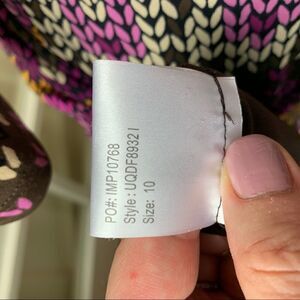 PO#: IMP10768
Style : UQDF8932I
Size: 10